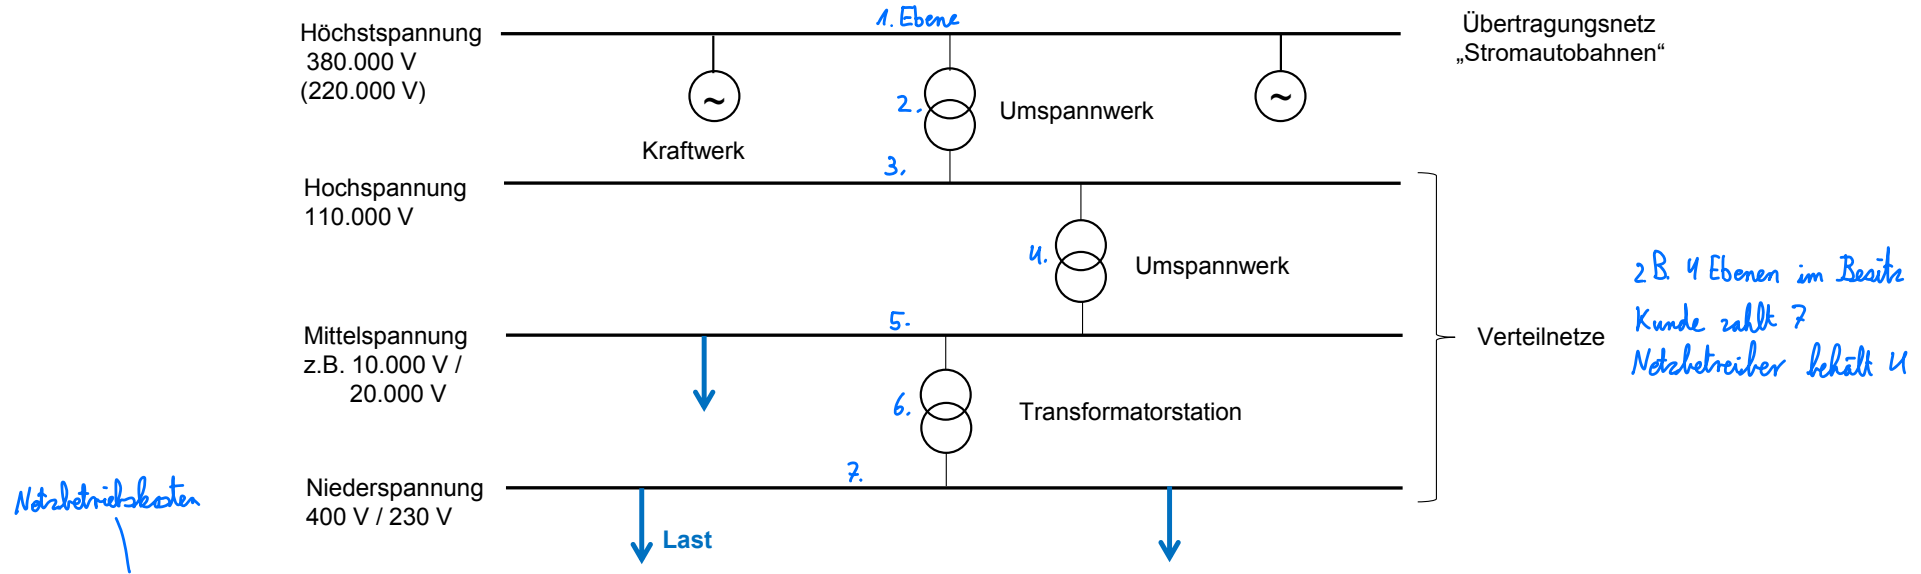 1. Ebene
Höchstspannung
380.000 V
(220.000 V)
Übertragungsnetz
„Stromautobahnen“
~
~
2.
Umspannwerk
Kraftwerk
3.
Hochspannung
110.000 V
4.
Umspannwerk
z B. 4 Ebenen im Besitz
Kunde zahlt 7
Netzbetreiber behält 4
5.
Mittelspannung
z.B. 10.000 V /
20.000 V
Verteilnetze
6.
Transformatorstation
7.
Netzbetriebskosten
Niederspannung
400 V / 230 V
Last